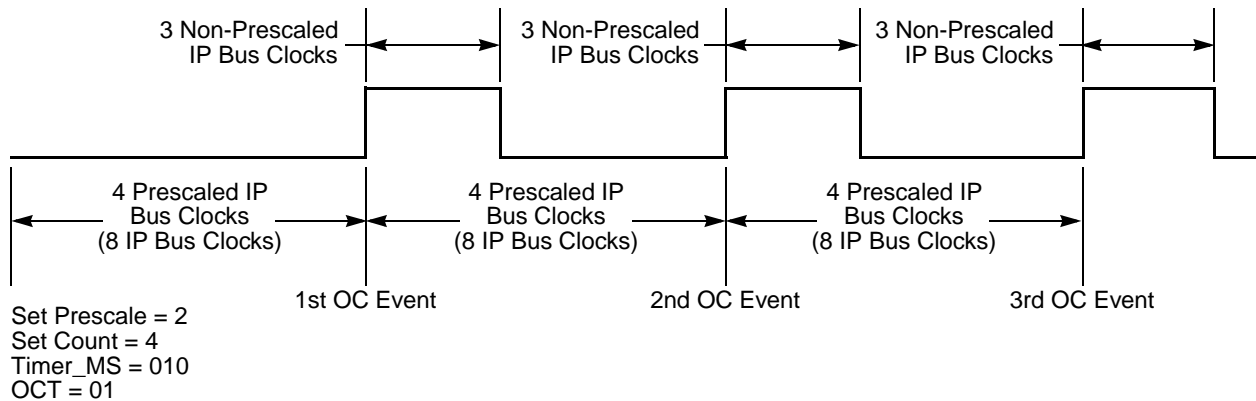 3 Non-Prescaled
IP Bus Clocks
3 Non-Prescaled
IP Bus Clocks
3 Non-Prescaled
IP Bus Clocks
4 Prescaled IP
Bus Clocks
(8 IP Bus Clocks)
4 Prescaled IP
Bus Clocks
(8 IP Bus Clocks)
4 Prescaled IP
Bus Clocks
(8 IP Bus Clocks)
1st OC Event
2nd OC Event
3rd OC Event
Set Prescale = 2
Set Count = 4
Timer_MS = 010
OCT = 01